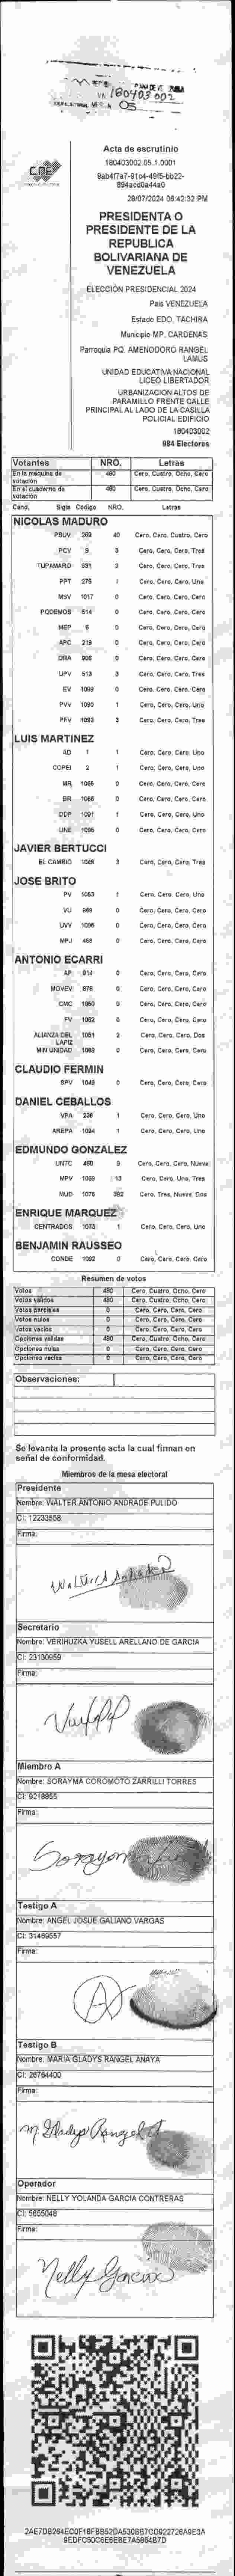 180403 002
05
CNE
Acta de escrutinio
180403002.05.1.0001
28/07/2024 06:42:32 PM
PRESIDENTA O
PRESIDENTE DE LA
REPUBLICA
BOLIVARIANA DE
VENEZUELA
ELECCIÓN PRESIDENCIAL 2024
Pais VENEZUELA
Estado EDO. TACHIRA
Municipio MP. CARDENAS
Parroquia PQ. AMENODORO RANGEL
LAMUS
UNIDAD EDUCATIVA NACIONAL
LICEO LIBERTADOR
URBANIZACION ALTOS DE
PARAMILLO FRENTE CALLE
PRINCIPAL AL LADO DE LA CASILLA
POLICIAL EDIFICIO
180403002
984 Electores
Votantes NRO. Letras
En la máquina de votación 480 Cero, Cuatro, Ocho, Cero
En el cuaderno de votación 480 Cero, Cuatro, Ocho, Cero
Cand. Sigla Codigo NRO. Letras
NICOLAS MADURO
PSUV 269 40 Cero, Cero, Cuatro, Cero
PCV 9 3 Cero, Cero, Cero, Tres
TUPAMARO 931 3 Cero, Cero, Cero, Tres
PPT 276 1 Cero, Cero, Cero, Uno
MSV 1017 0 Cero, Cero, Cero, Cero
PODEMOS 514 0 Cero, Cero, Cero, Cero
MEP 6 0 Cero, Cero, Cero, Cero
APC 218 0 Cero, Cero, Cero, Cero
ORA 906 0 Cero, Cero, Cero, Cero
UPV 513 3 Cero, Cero, Cero, Tres
EV 1099 0 Cero, Cero, Cero, Cero
PVV 1090 1 Cero, Cero, Cero, Uno
PFV 1093 3 Cero, Cero, Cero, Tres
LUIS MARTINEZ
AD 1 1 Cero, Cero, Cero, Uno
COPEI 2 1 Cero, Cero, Cero, Uno
MR 1065 0 Cero, Cero, Cero, Cero
BR 1066 0 Cero, Cero, Cero, Cero
DDP 1091 1 Cero, Cero, Cero, Uno
UNE 1095 0 Cero, Cero, Cero, Cero
JAVIER BERTUCCI
EL CAMBIO 1048 3 Cero, Cero, Cero, Tres
JOSE BRITO
PV 1053 1 Cero, Cero, Cero, Uno
VU 0 Cero, Cero, Cero, Cero
UVV 1096 0 Cero, Cero, Cero, Cero
MPJ 458 0 Cero, Cero, Cero, Cero
ANTONIO ECARRI
AP 814 0 Cero, Cero, Cero, Cero
MOVEV 878 0 Cero, Cero, Cero, Cero
CMC 1060 0 Cero, Cero, Cero, Cero
FV 1082 0 Cero, Cero, Cero, Cero
ALIANZA DEL LAPIZ 1051 2 Cero, Cero, Cero, Dos
MIN UNIDAD 1069 0 Cero, Cero, Cero, Cero
CLAUDIO FERMIN
SPV 1045 0 Cero, Cero, Cero, Cero
DANIEL CEBALLOS
VPA 238 1 Cero, Cero, Cero, Uno
AREPA 1094 1 Cero, Cero, Cero, Uno
EDMUNDO GONZALEZ
UNTC 460 9 Cero, Cero, Cero, Nueve
MPV 1069 13 Cero, Cero, Uno, Tres
MUD 1076 392 Cero, Tres, Nueve, Dos
ENRIQUE MARQUEZ
CENTRADOS 1073 1 Cero, Cero, Cero, Uno
BENJAMIN RAUSSEO
CONDE 1092 0 Cero, Cero, Cero, Cero
Resumen de votos
Votos 480 Cero, Cuatro, Ocho, Cero
Votos válidos 480 Cero, Cuatro, Ocho, Cero
Votos parciales 0 Cero, Cero, Cero, Cero
Votos nulos 0 Cero, Cero, Cero, Cero
Votos vacíos 0 Cero, Cero, Cero, Cero
Opciones válidas 480 Cero, Cuatro, Ocho, Cero
Opciones nulas 0 Cero, Cero, Cero, Cero
Opciones vacías 0 Cero, Cero, Cero, Cero
Observaciones:
Se levanta la presente acta la cual firman en
señal de conformidad.
Miembros de la mesa electoral
Presidente
Nombre: WALTER ANTONIO ANDRADE PULIDO
CI: 12233558
Firma:
Walter A Andrade P
Secretario
Nombre: VERIHUZKA YUSELL ARELLANO DE GARCIA
CI: 23130959
Firma:
Miembro A
Nombre: SORAYMA COROMOTO ZARRILLI TORRES
CI: 9218855
Firma:
Testigo A
Nombre: ANGEL JOSUE GALIANO VARGAS
CI: 31469557
Firma:
Testigo B
Nombre: MARIA GLADYS RANGEL ANAYA
CI: 26764400
Firma:
M Gladys Rangel A
Operador
Nombre: NELLY YOLANDA GARCIA CONTRERAS
CI: 5655048
Firma:
Nelly Garcia